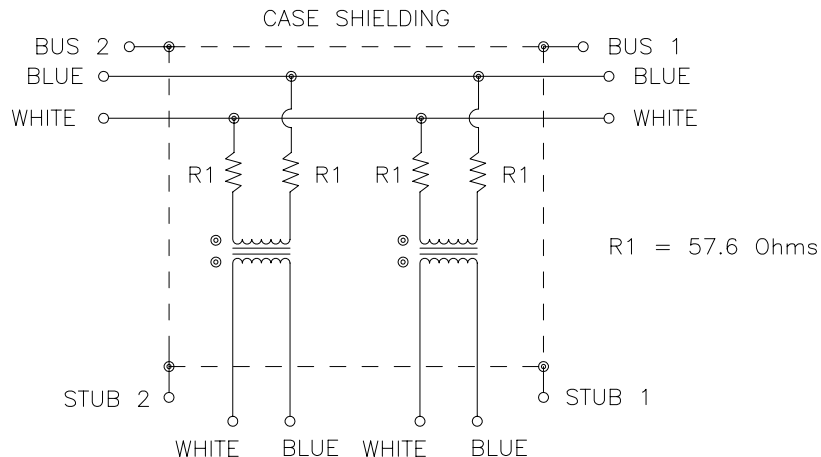 CASE SHIELDING
BUS 2 BUS 1
BLUE BLUE
WHITE WHITE
R1 R1 R1 R1
R1 = 57.6 Ohms
STUB 2 STUB 1
WHITE BLUE WHITE BLUE